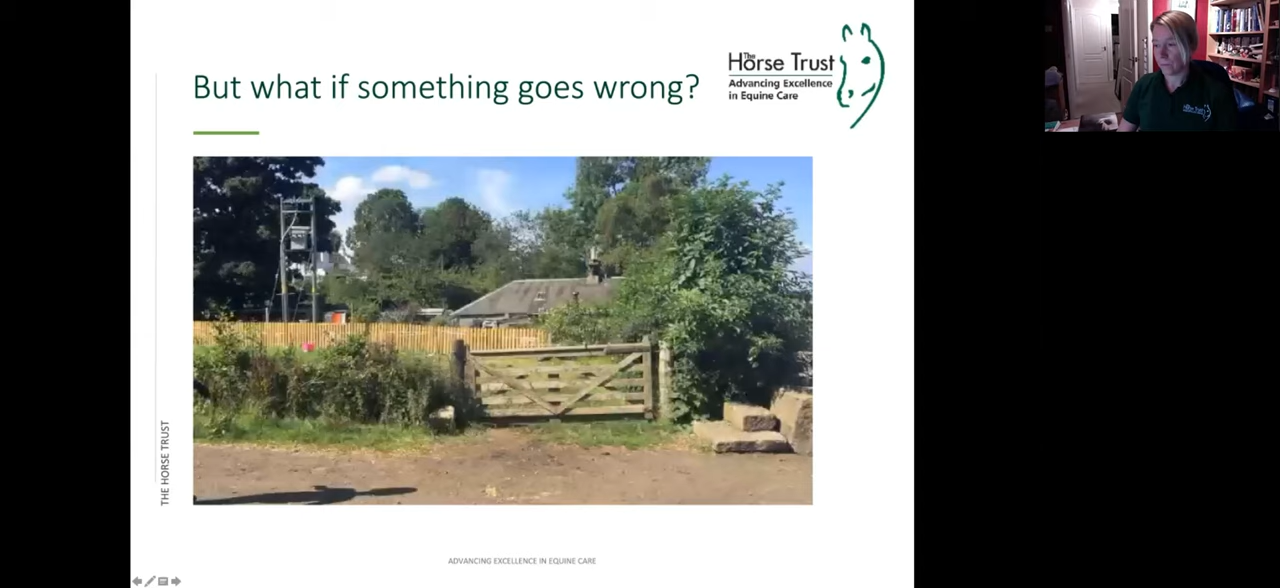 But what if something goes wrong?
The
Horse Trust
Advancing Excellence
in Equine Care
THE HORSE TRUST
ADVANCING EXCELLENCE IN EQUINE CARE